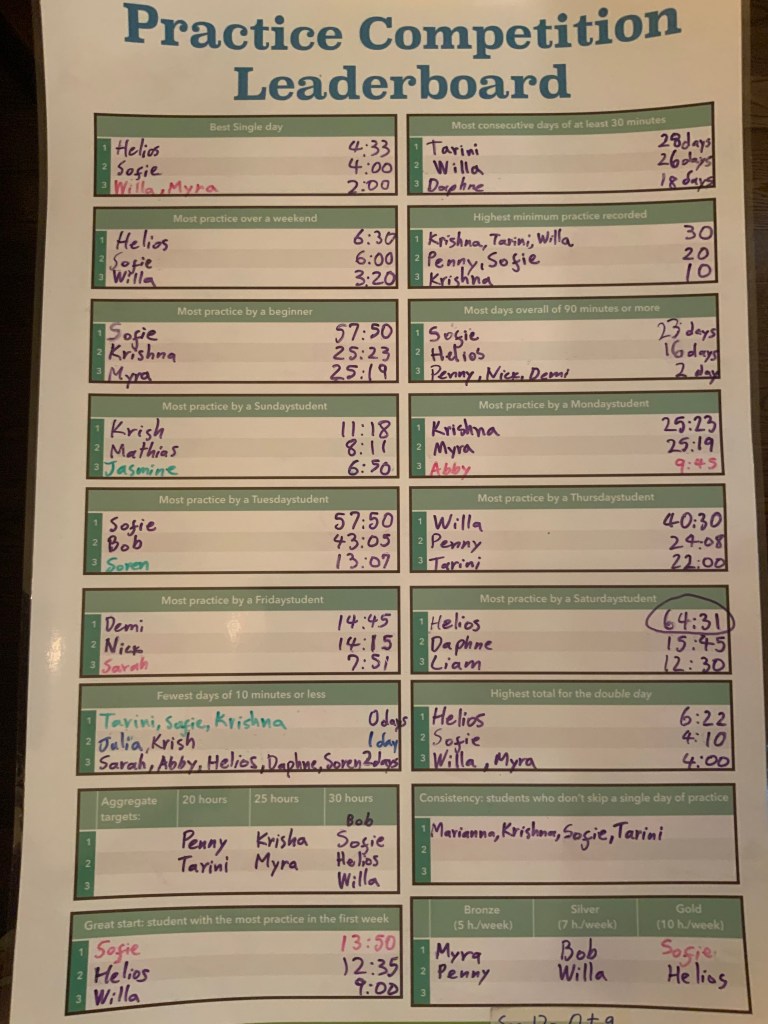 Practice Competition
Leaderboard
Best Single day
1 Helios 4:33
2 Sofie 4:00
3 Willa, Myra 2:00
Most consecutive days of at least 30 minutes
1 Tarini 28 days
2 Willa 26 days
3 Daphne 18 days
Most practice over a weekend
1 Helios 6:30
2 Sofie 6:00
3 Willa 3:20
Highest minimum practice recorded
1 Krishna, Tarini, Willa 30
2 Penny, Sofie 20
3 Krishna 10
Most practice by a beginner
1 Sofie 57:50
2 Krishna 25:23
3 Myra 25:19
Most days overall of 90 minutes or more
1 Sofie 23 days
2 Helios 16 days
3 Penny, Nick, Demi 2 day
Most practice by a Sundaystudent
1 Krish 11:18
2 Mathias 8:11
3 Jasmine 6:50
Most practice by a Mondaystudent
1 Krishna 25:23
2 Myra 25:19
3 Abby 9:45
Most practice by a Tuesdaystudent
1 Sofie 57:50
2 Bob 43:05
3 Soren 13:07
Most practice by a Thursdaystudent
1 Willa 40:30
2 Penny 24:08
3 Tarini 22:00
Most practice by a Fridaystudent
1 Demi 14:45
2 Nick 14:15
3 Sarah 7:51
Most practice by a Saturdaystudent
1 Helios 64:31
2 Daphne 15:45
3 Liam 12:30
Fewest days of 10 minutes or less
1 Tarini, Sofie, Krishna 0 days
2 Julia, Krish 1 day
3 Sarah, Abby, Helios, Daphne, Soren 2 days
Highest total for the double day
1 Helios 6:22
2 Sofie 4:10
3 Willa, Myra 4:00
Aggregate targets: 20 hours 25 hours 30 hours
Bob
1 Penny Krisha Sofie
2 Tarini Myra Helios
3 Willa
Consistency: students who don't skip a single day of practice
1 Marianna, Krishna, Sofie, Tarini
2
3
Great start: student with the most practice in the first week
1 Sofie 13:50
2 Helios 12:35
3 Willa 9:00
Bronze Silver Gold
(5 h./week) (7 h./week) (10 h./week)
1 Myra Bob Sofie
2 Penny Willa Helios
3